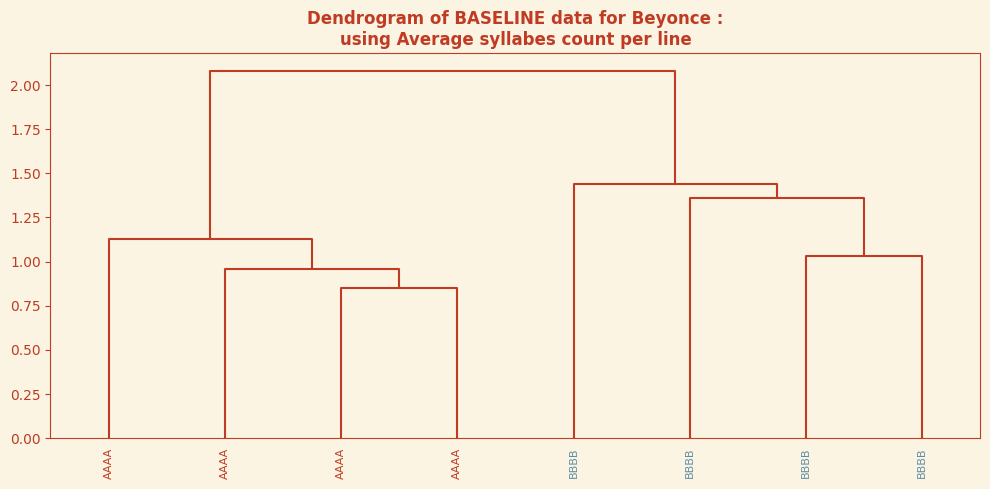 Dendrogram of BASELINE data for Beyonce :
using Average syllabes count per line
2.00
1.75
1.50
1.25
1.00
0.75
0.50
0.25
0.00
AAAA
AAAA
AAAA
AAAA
BBBB
BBBB
BBBB
BBBB